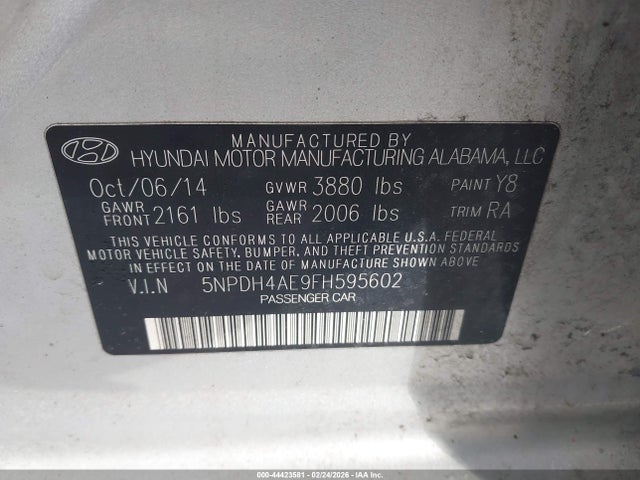 MANUFACTURED BY
HYUNDAI MOTOR MANUFACTURING ALABAMA, LLC
Oct/06/14 GVWR 3880 lbs PAINT Y8
GAWR FRONT 2161 lbs GAWR REAR 2006 lbs TRIM RA
THIS VEHICLE CONFORMS TO ALL APPLICABLE U.S.A. FEDERAL
MOTOR VEHICLE SAFETY, BUMPER, AND THEFT PREVENTION STANDARDS
IN EFFECT ON THE DATE OF MANUFACTURE SHOWN ABOVE.
V.I.N 5NPDH4AE9FH595602
PASSENGER CAR
000-44423581 - 02/24/2026 - COPART USA - IAA